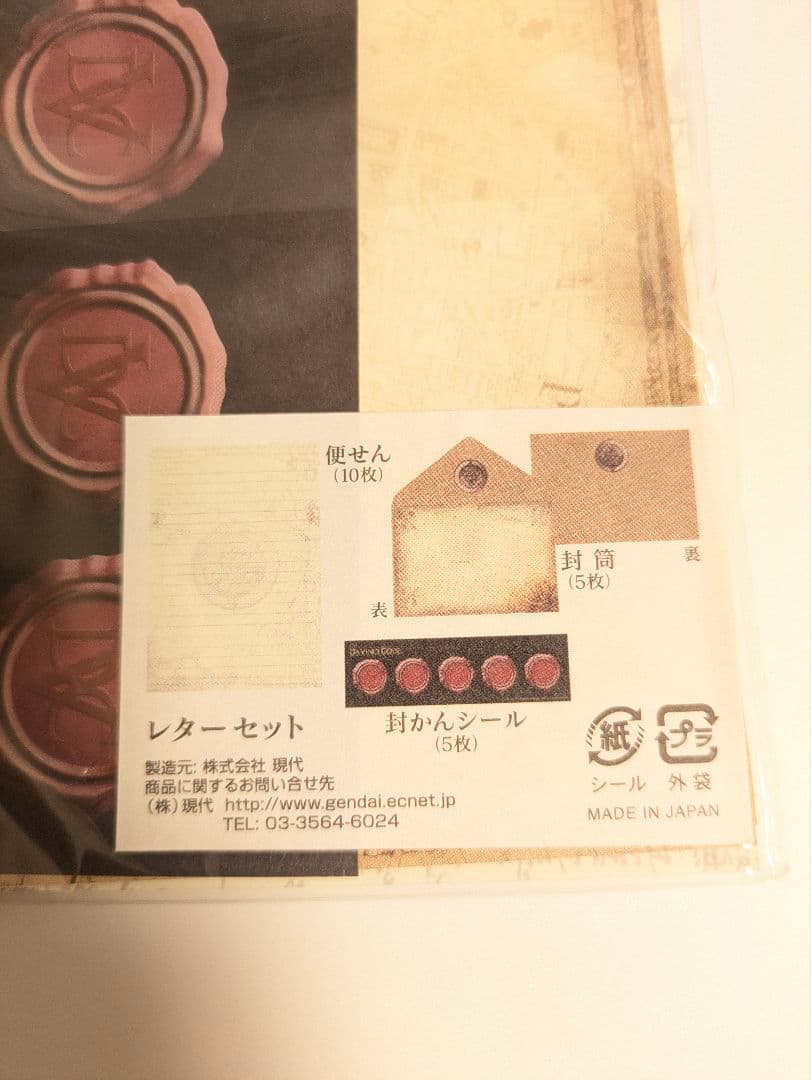 DVC
DVC
DVC
便せん
(10枚)
表
封筒
(5枚)
裏
DA VINCI CODE
封かんシール
(5枚)
レターセット
製造元: 株式会社 現代
商品に関するお問い合せ先
(株)現代 http://www.gendai.ecnet.jp
TEL: 03-3564-6024
紙
シール
プラ
外袋
MADE IN JAPAN